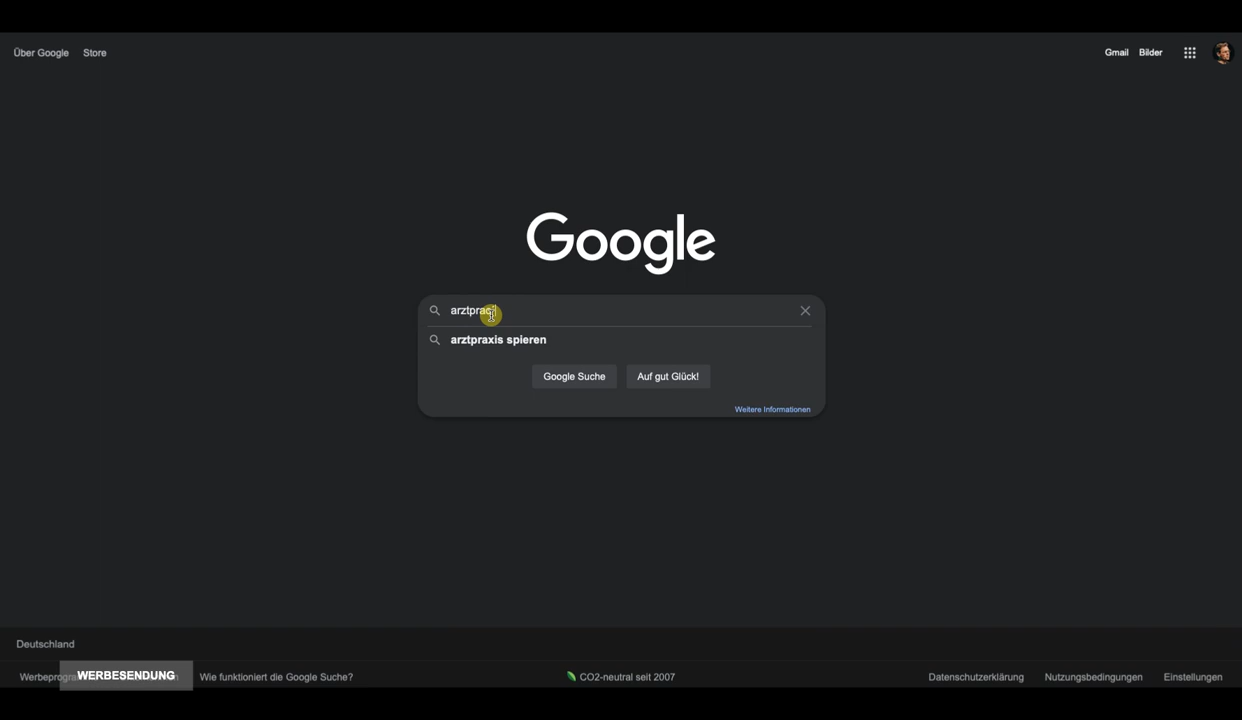 Über Google Store
Gmail Bilder
Google
arztprac
arztpraxis spieren
Google Suche Auf gut Glück!
Weitere Informationen
Deutschland
WERBESENDUNG
Wie funktioniert die Google Suche? CO2-neutral seit 2007 Datenschutzerklärung Nutzungsbedingungen Einstellungen